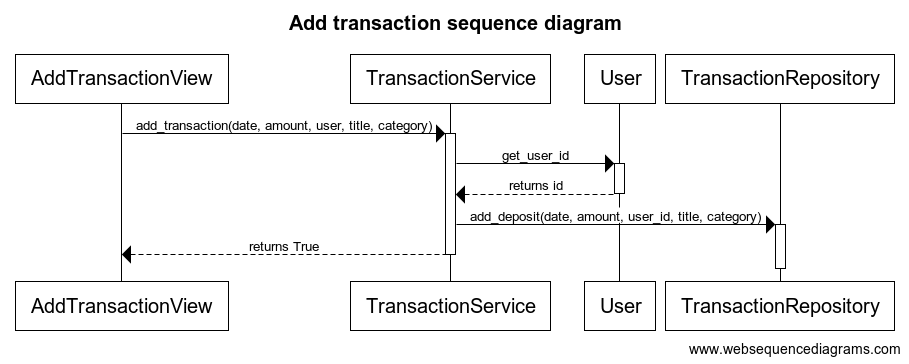 Add transaction sequence diagram
AddTransactionView
TransactionService
User
TransactionRepository
add_transaction(date, amount, user, title, category)
get_user_id
returns id
add_deposit(date, amount, user_id, title, category)
returns True
AddTransactionView
TransactionService
User
TransactionRepository
www.websequencediagrams.com